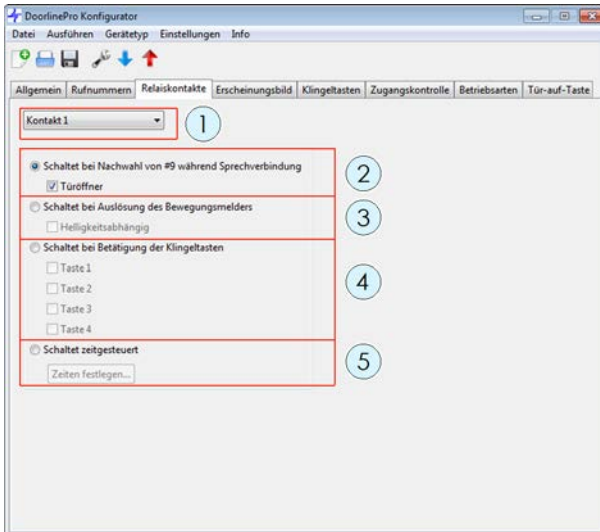 DoorlinePro Konfigurator
Datei Ausführen Gerätetyp Einstellungen Info
Allgemein Rufnummern Relaiskontakte Erscheinungsbild Klingeltasten Zugangskontrolle Betriebsarten Tür-auf-Taste
Kontakt 1
1
Schaltet bei Nachwahl von #9 während Sprechverbindung
2
Türöffner
Schaltet bei Auslösung des Bewegungsmelders
3
Helligkeitsabhängig
Schaltet bei Betätigung der Klingeltasten
Taste 1
4
Taste 2
Taste 3
Taste 4
Schaltet zeitgesteuert
5
Zeiten festlegen...